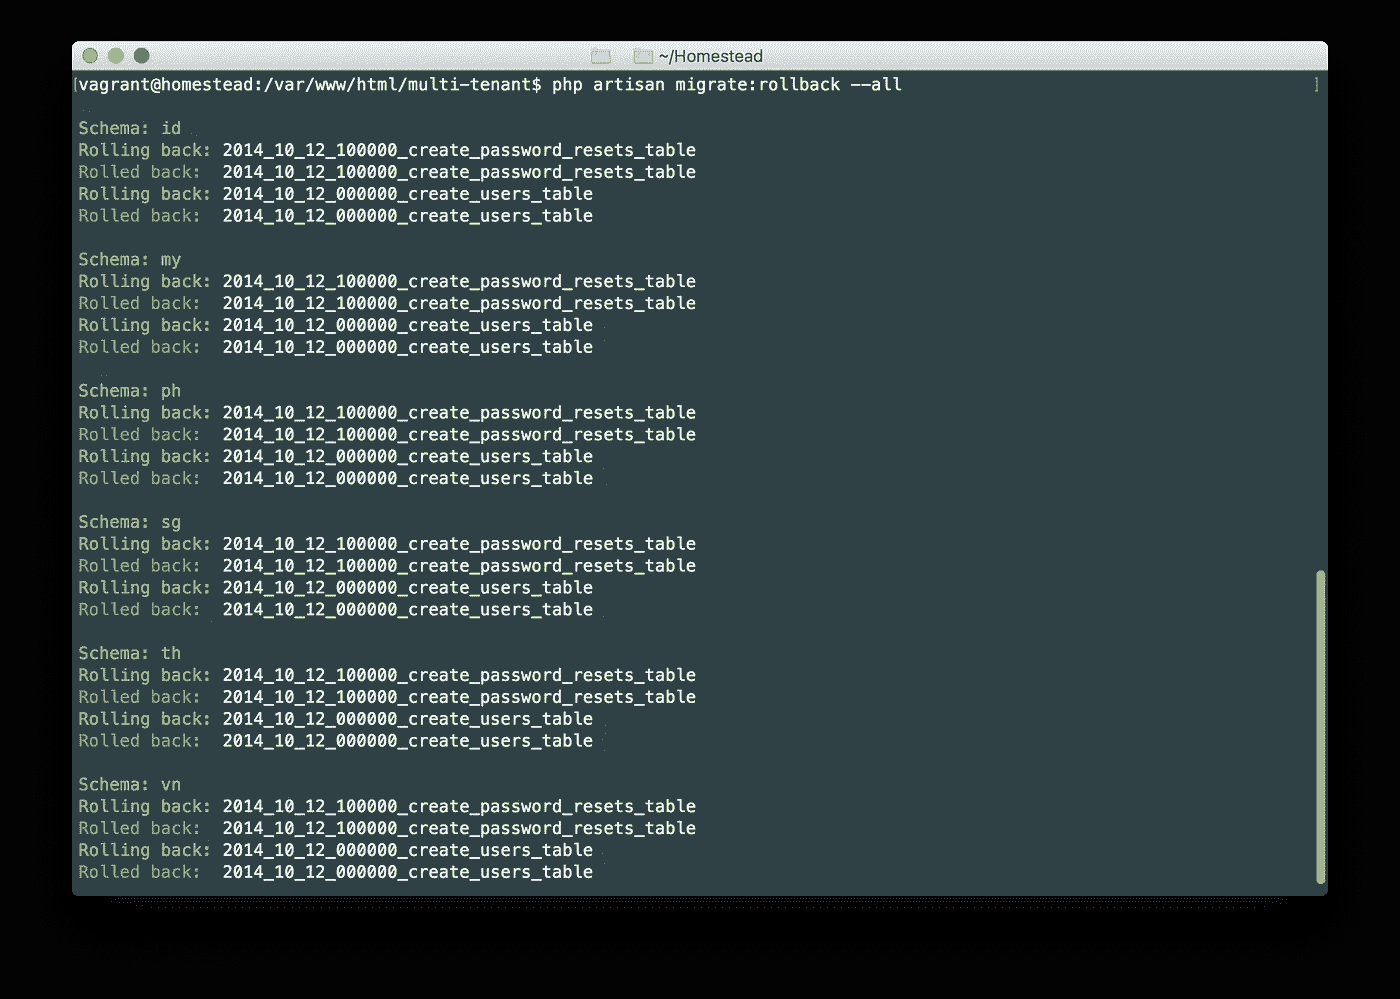 ~/Homestead
[vagrant@homestead:/var/www/html/multi-tenant$ php artisan migrate:rollback --all ]
Schema: id
Rolling back: 2014_10_12_100000_create_password_resets_table
Rolled back:  2014_10_12_100000_create_password_resets_table
Rolling back: 2014_10_12_000000_create_users_table
Rolled back:  2014_10_12_000000_create_users_table
Schema: my
Rolling back: 2014_10_12_100000_create_password_resets_table
Rolled back:  2014_10_12_100000_create_password_resets_table
Rolling back: 2014_10_12_000000_create_users_table
Rolled back:  2014_10_12_000000_create_users_table
Schema: ph
Rolling back: 2014_10_12_100000_create_password_resets_table
Rolled back:  2014_10_12_100000_create_password_resets_table
Rolling back: 2014_10_12_000000_create_users_table
Rolled back:  2014_10_12_000000_create_users_table
Schema: sg
Rolling back: 2014_10_12_100000_create_password_resets_table
Rolled back:  2014_10_12_100000_create_password_resets_table
Rolling back: 2014_10_12_000000_create_users_table
Rolled back:  2014_10_12_000000_create_users_table
Schema: th
Rolling back: 2014_10_12_100000_create_password_resets_table
Rolled back:  2014_10_12_100000_create_password_resets_table
Rolling back: 2014_10_12_000000_create_users_table
Rolled back:  2014_10_12_000000_create_users_table
Schema: vn
Rolling back: 2014_10_12_100000_create_password_resets_table
Rolled back:  2014_10_12_100000_create_password_resets_table
Rolling back: 2014_10_12_000000_create_users_table
Rolled back:  2014_10_12_000000_create_users_table